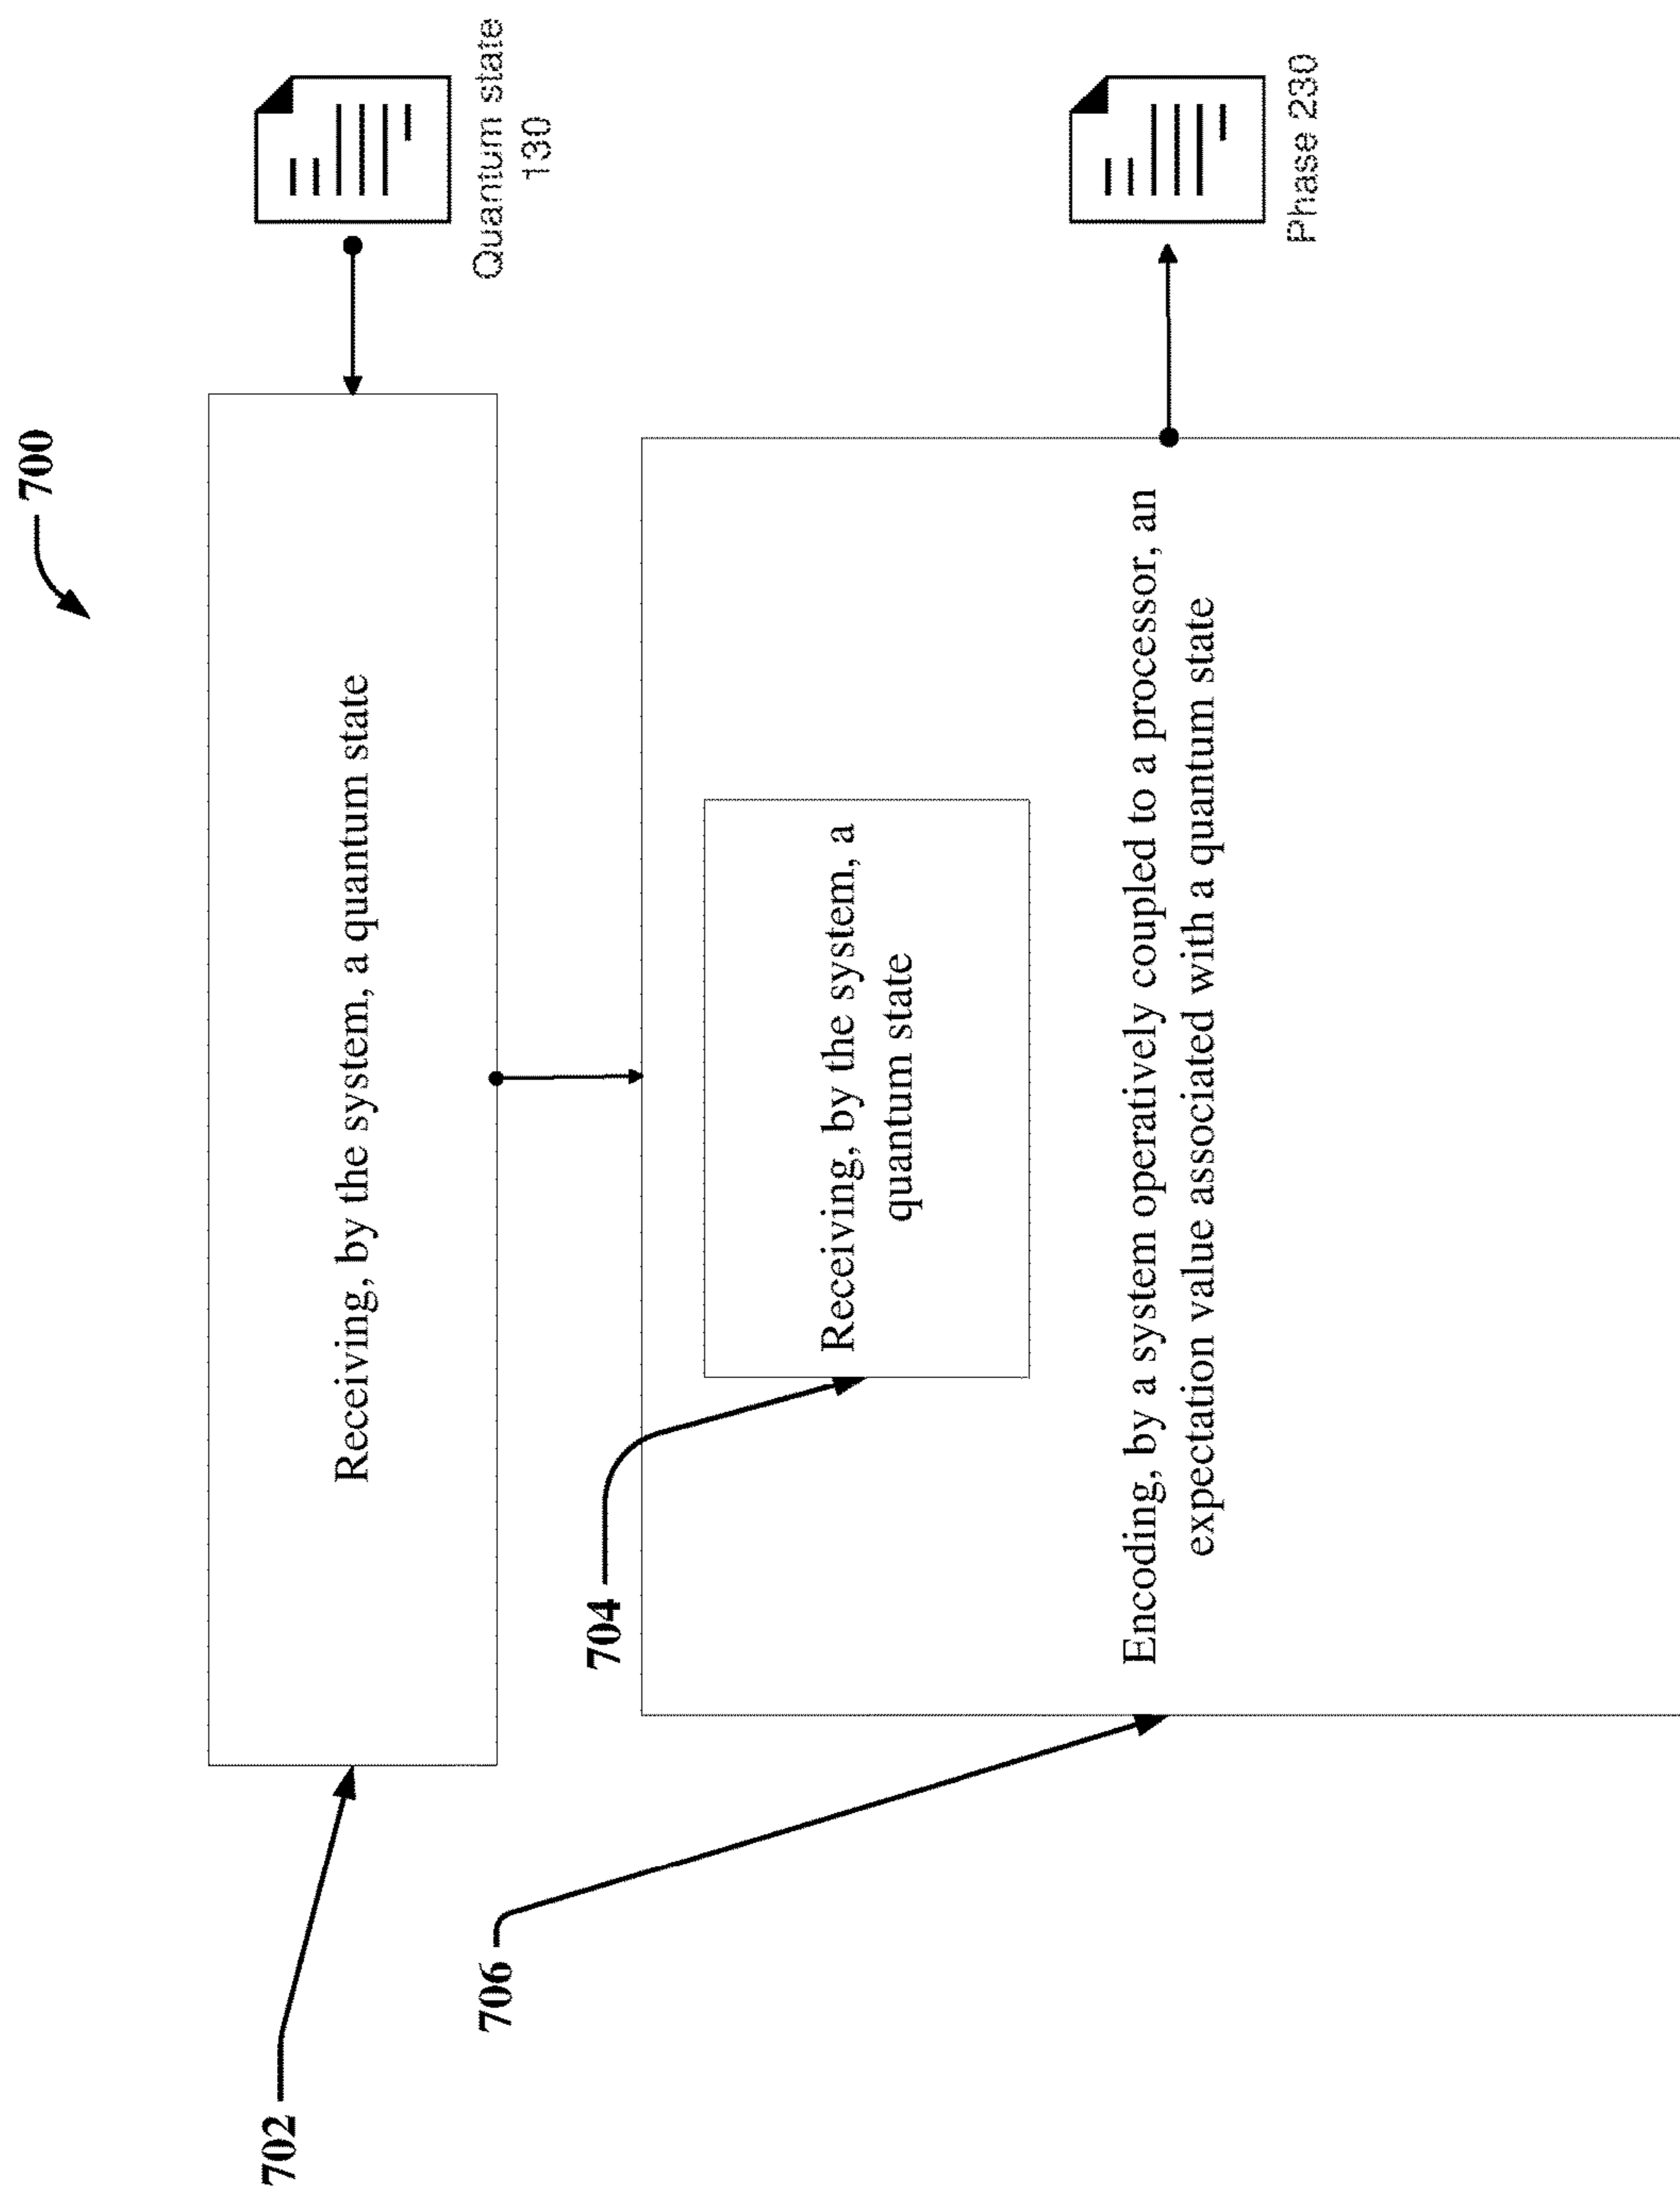 700
702
Receiving, by the system, a quantum state
Quantum state
130
704
Receiving, by the system, a
quantum state
706
Encoding, by a system operatively coupled to a processor, an
expectation value associated with a quantum state
Phase 230